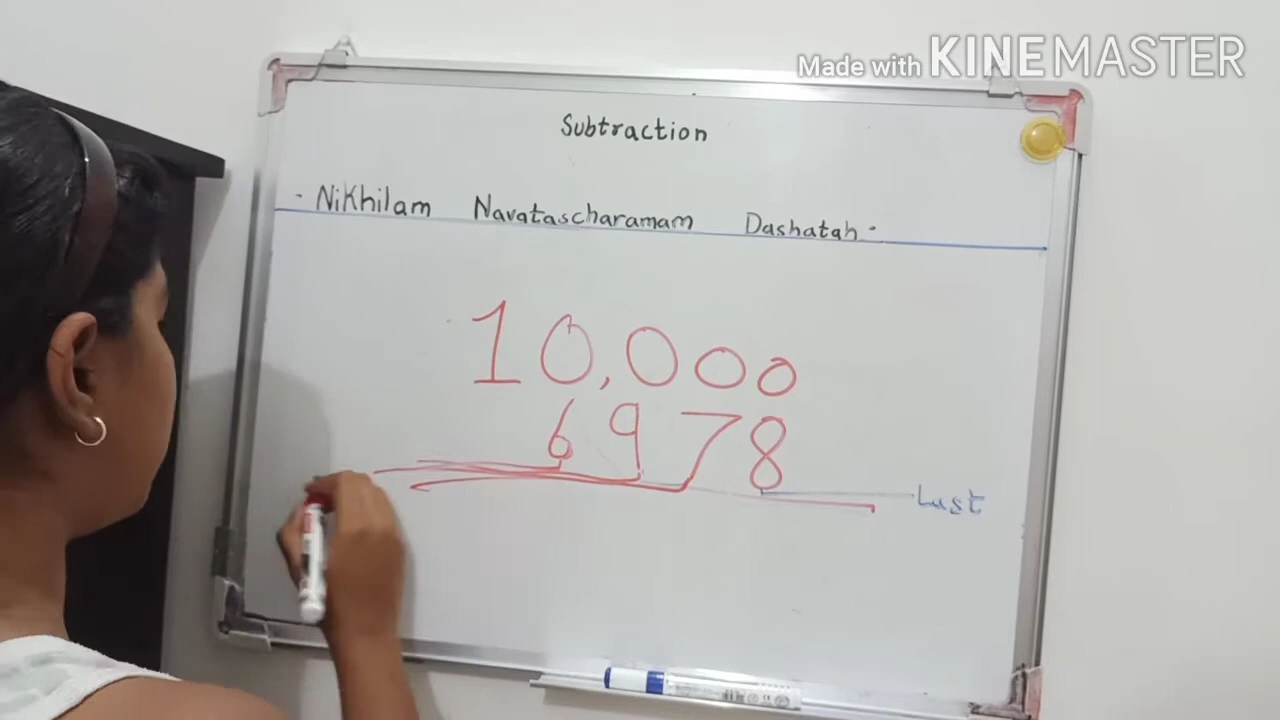 Made with KINEMASTER
Subtraction
· Nikhilam Navatascharamam Dashatah ·
10,000
6978
Last